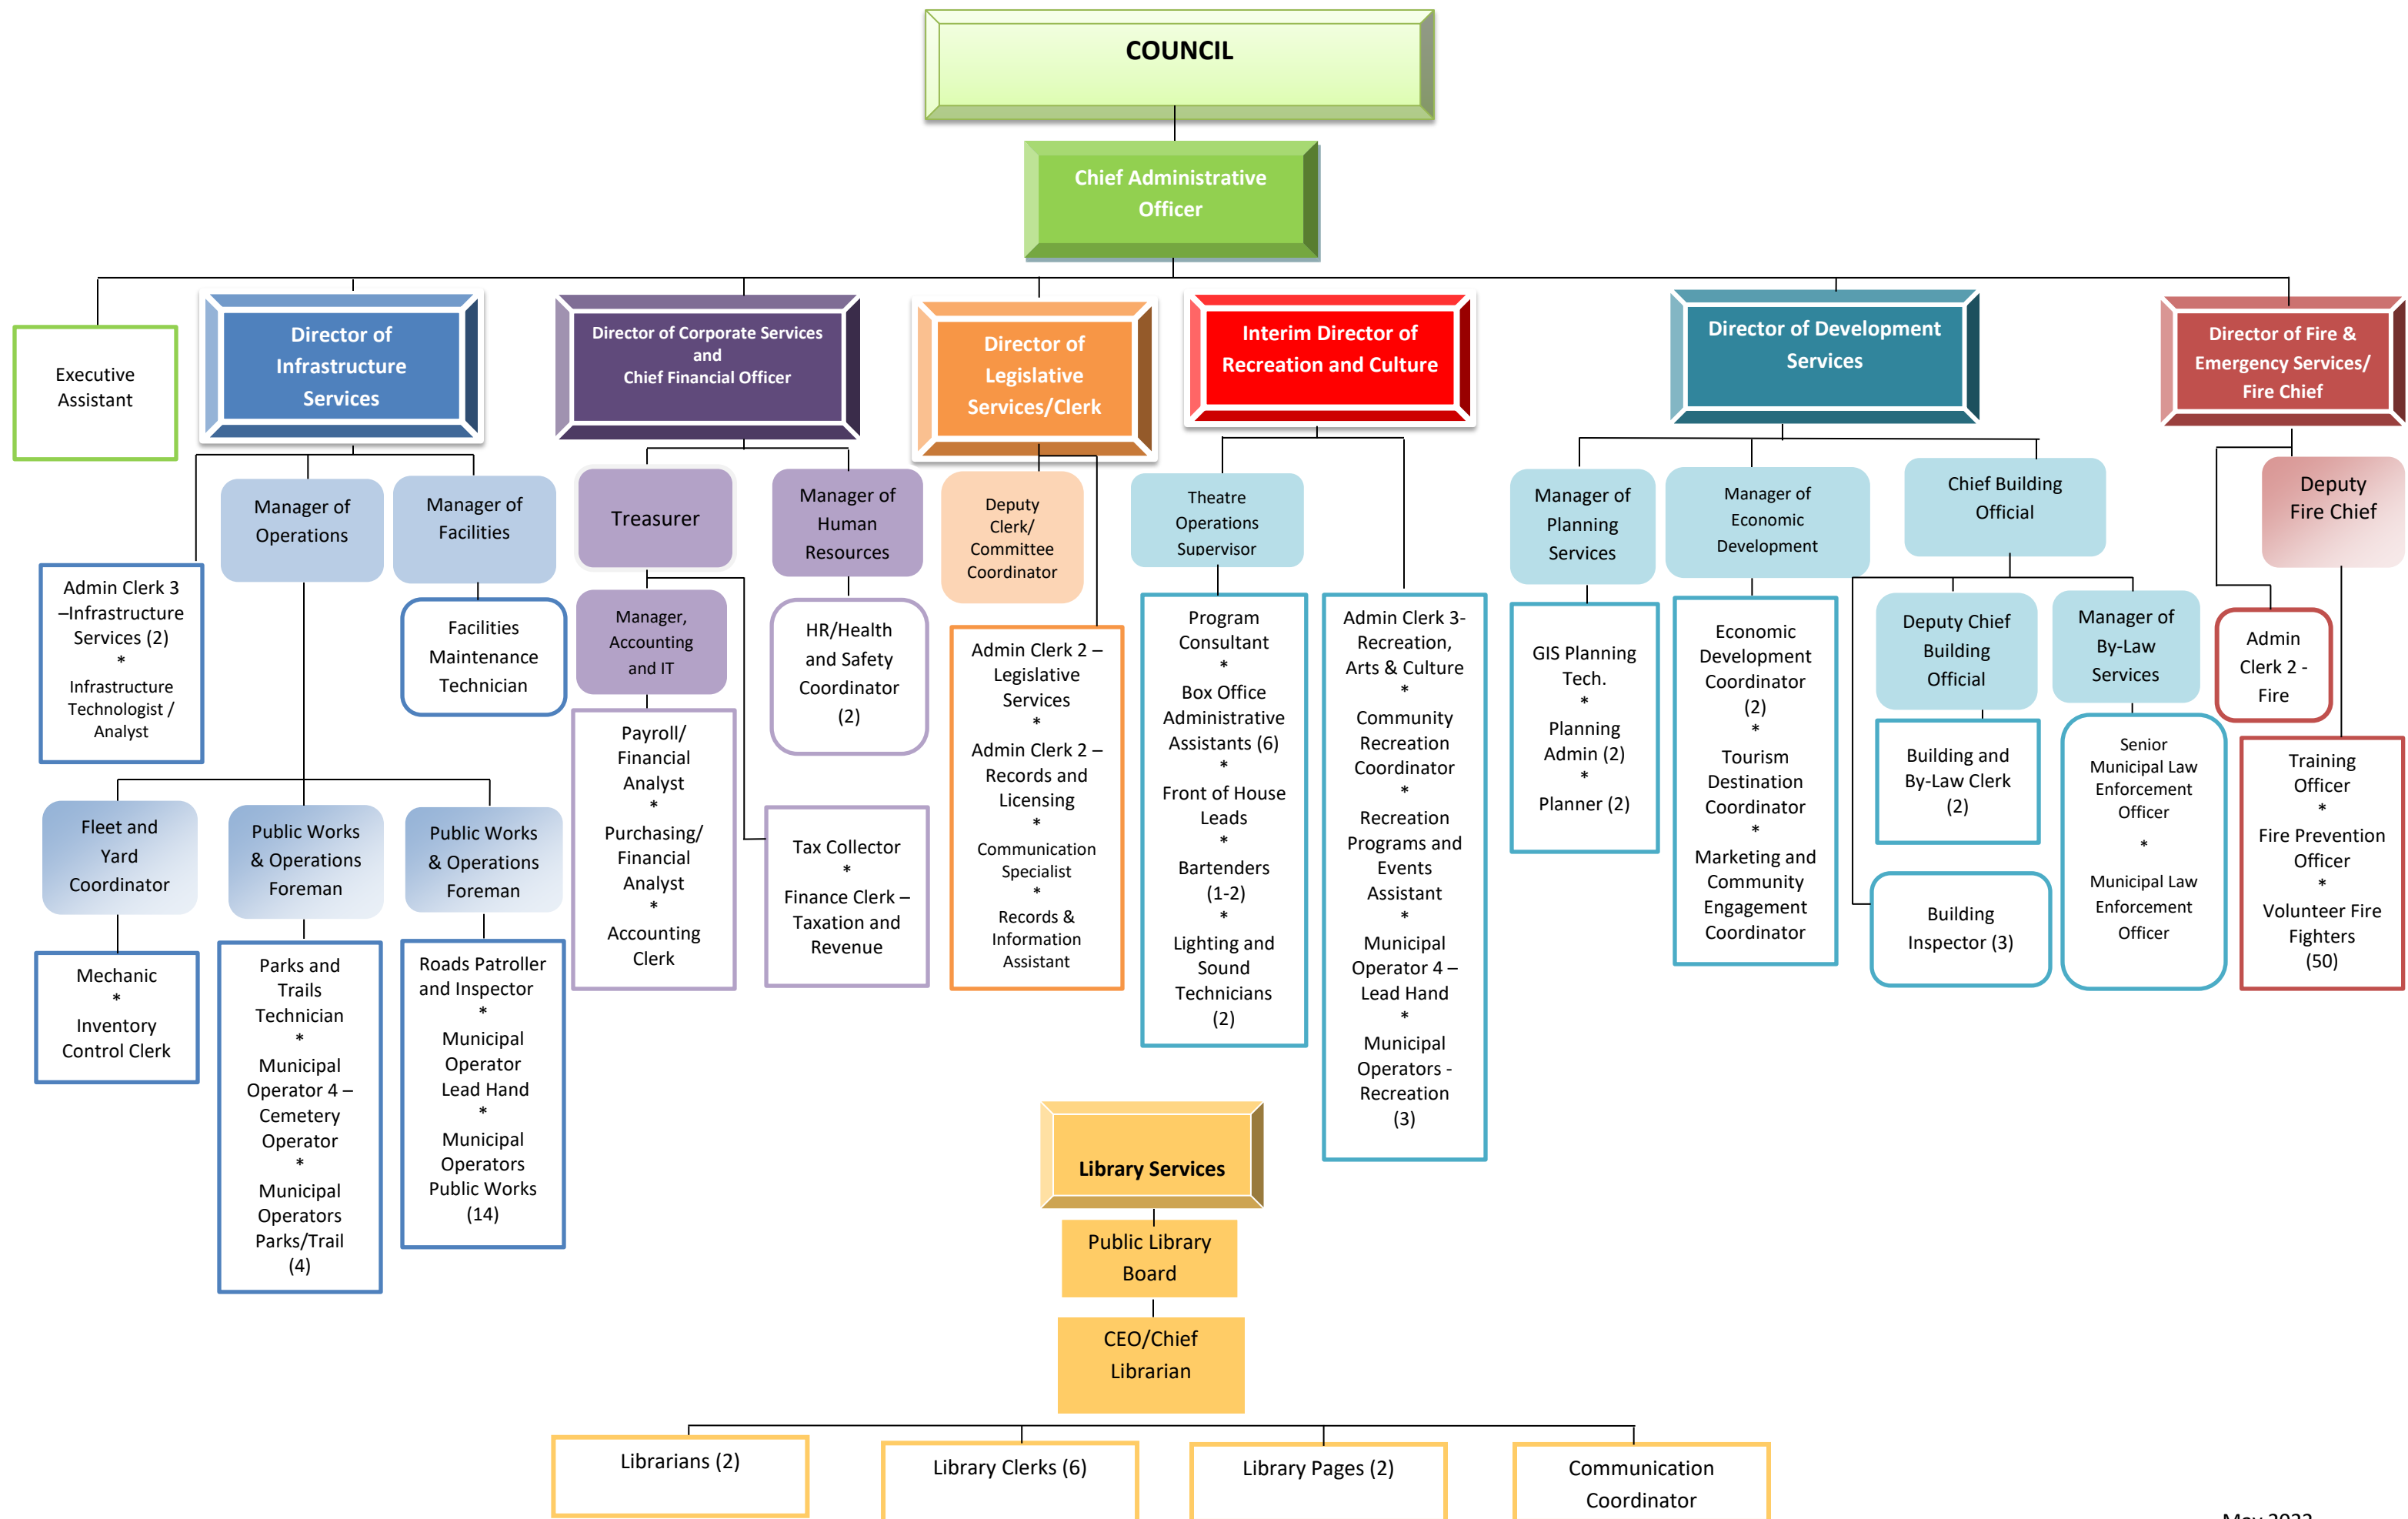 COUNCIL
Chief Administrative
Officer
Executive
Assistant
Director of
Infrastructure
Services
Director of Corporate Services
and
Chief Financial Officer
Director of
Legislative
Services/Clerk
Interim Director of
Recreation and Culture
Director of Development
Services
Director of Fire &
Emergency Services/
Fire Chief
Manager of
Operations
Manager of
Facilities
Treasurer
Manager of
Human
Resources
Deputy
Clerk/
Committee
Coordinator
Theatre
Operations
Supervisor
Manager of
Planning
Services
Manager of
Economic
Development
Chief Building
Official
Deputy
Fire Chief
Admin Clerk 3
–Infrastructure
Services (2)
*
Infrastructure
Technologist /
Analyst
Facilities
Maintenance
Technician
Manager,
Accounting
and IT
HR/Health
and Safety
Coordinator
(2)
Admin Clerk 2 –
Legislative
Services
*
Admin Clerk 2 –
Records and
Licensing
*
Communication
Specialist
*
Records &
Information
Assistant
Program
Consultant
*
Box Office
Administrative
Assistants (6)
*
Front of House
Leads
*
Bartenders
(1-2)
*
Lighting and
Sound
Technicians
(2)
Admin Clerk 3-
Recreation,
Arts & Culture
*
Community
Recreation
Coordinator
*
Recreation
Programs and
Events
Assistant
*
Municipal
Operator 4 –
Lead Hand
*
Municipal
Operators -
Recreation
(3)
GIS Planning
Tech.
*
Planning
Admin (2)
*
Planner (2)
Economic
Development
Coordinator
(2)
*
Tourism
Destination
Coordinator
*
Marketing and
Community
Engagement
Coordinator
Deputy Chief
Building
Official
Manager of
By-Law
Services
Admin
Clerk 2 -
Fire
Building and
By-Law Clerk
(2)
Senior
Municipal Law
Enforcement
Officer
*
Municipal Law
Enforcement
Officer
Building
Inspector (3)
Training
Officer
*
Fire Prevention
Officer
*
Volunteer Fire
Fighters
(50)
Payroll/
Financial
Analyst
*
Purchasing/
Financial
Analyst
*
Accounting
Clerk
Tax Collector
*
Finance Clerk –
Taxation and
Revenue
Fleet and
Yard
Coordinator
Public Works
& Operations
Foreman
Public Works
& Operations
Foreman
Mechanic
*
Inventory
Control Clerk
Parks and
Trails
Technician
*
Municipal
Operator 4 –
Cemetery
Operator
*
Municipal
Operators
Parks/Trail
(4)
Roads Patroller
and Inspector
*
Municipal
Operator
Lead Hand
*
Municipal
Operators
Public Works
(14)
Library Services
Public Library
Board
CEO/Chief
Librarian
Librarians (2)
Library Clerks (6)
Library Pages (2)
Communication
Coordinator
May 2022